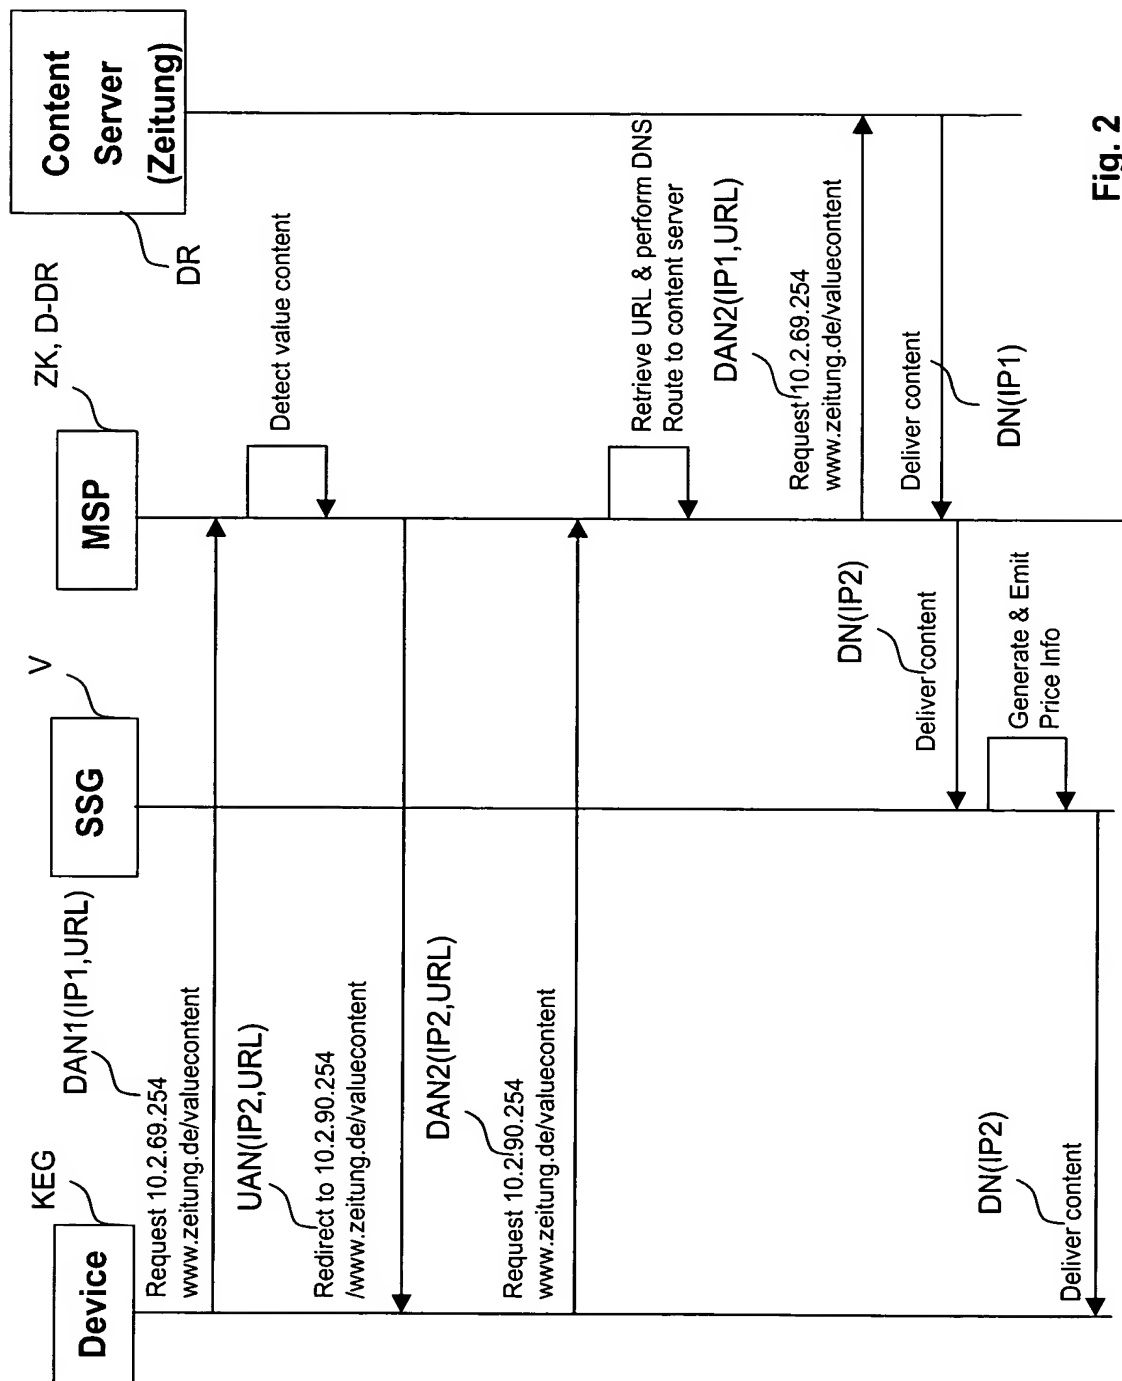 Device
KEG
SSG
V
MSP
ZK, D-DR
Content
Server
(Zeitung)
DR
DAN1(IP1,URL)
Request 10.2.69.254
www.zeitung.de/valuecontent
Detect value content
UAN(IP2,URL)
Redirect to 10.2.90.254
/www.zeitung.de/valuecontent
DAN2(IP2,URL)
Request 10.2.90.254
www.zeitung.de/valuecontent
Retrieve URL & perform DNS
Route to content server
DAN2(IP1,URL)
Request 10.2.69.254
www.zeitung.de/valuecontent
Deliver content
DN(IP1)
DN(IP2)
Deliver content
Generate & Emit
Price Info
DN(IP2)
Deliver content
Fig. 2